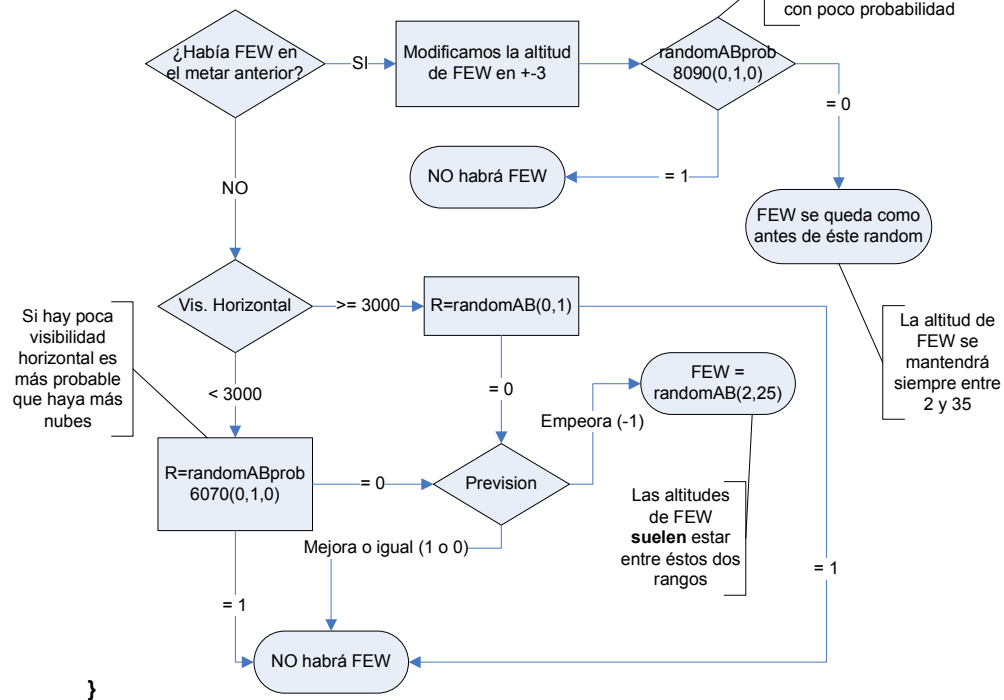 con poco probabilidad
¿Había FEW en
el metar anterior?
SI
Modificamos la altitud
de FEW en +-3
randomABprob
8090(0,1,0)
= 0
NO habrá FEW
= 1
NO
FEW se queda como
antes de éste random
Vis. Horizontal
>= 3000
R=randomAB(0,1)
Si hay poca
visibilidad
horizontal es
más probable
que haya más
nubes
La altitud de
FEW se
mantendrá
siempre entre
2 y 35
< 3000
= 0
FEW =
randomAB(2,25)
Empeora (-1)
R=randomABprob
6070(0,1,0)
= 0
Prevision
Las altitudes
de FEW
suelen estar
entre éstos dos
rangos
Mejora o igual (1 o 0)
= 1
= 1
NO habrá FEW
}